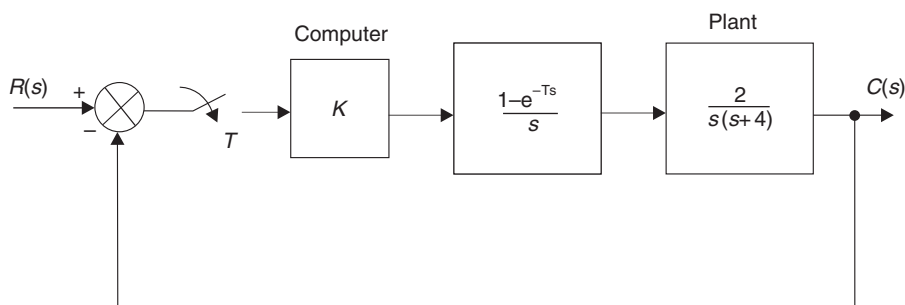 Computer
Plant
R(s)
+
−
T
K
1−e^−Ts
s
2
s(s+4)
C(s)